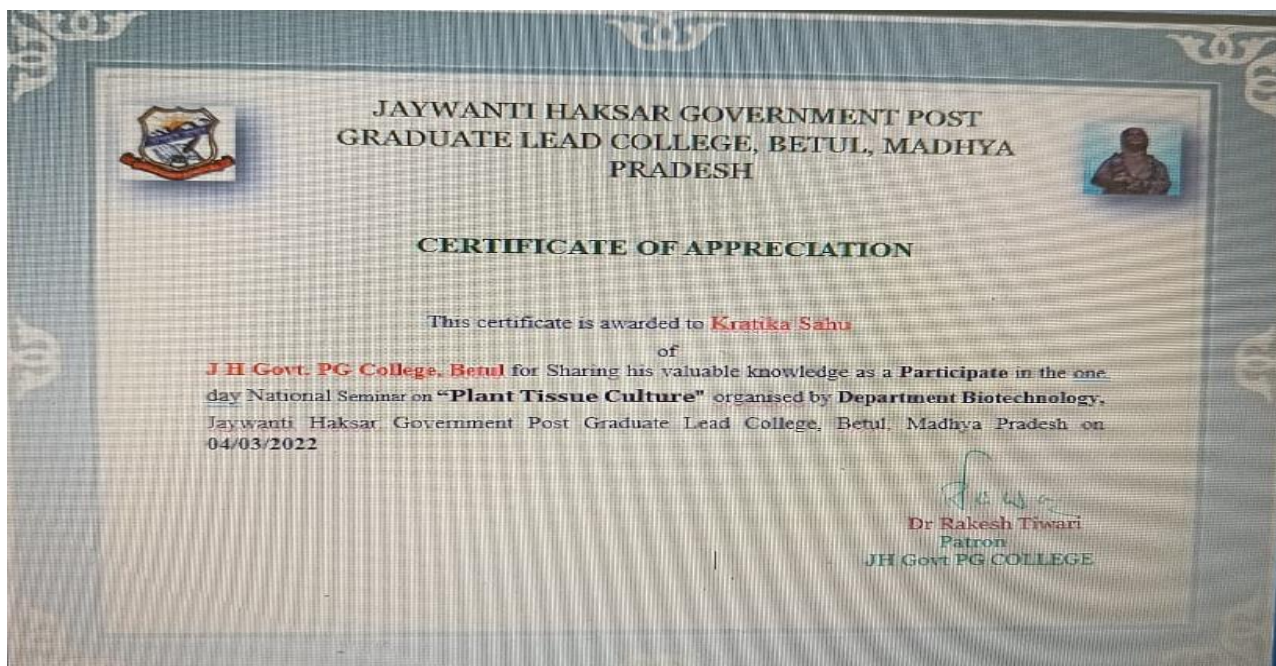 JAYWANTI HAKSAR GOVERNMENT POST
GRADUATE LEAD COLLEGE, BETUL, MADHYA
PRADESH
CERTIFICATE OF APPRECIATION
This certificate is awarded to Kratika Sahu
of
J H Govt. PG College, Betul for Sharing his valuable knowledge as a Participate in the one
day National Seminar on “Plant Tissue Culture" organised by Department Biotechnology,
Jaywanti Haksar Government Post Graduate Lead College, Betul, Madhya Pradesh on
04/03/2022
Dr Rakesh Tiwari
Patron
JH Govt PG COLLEGE